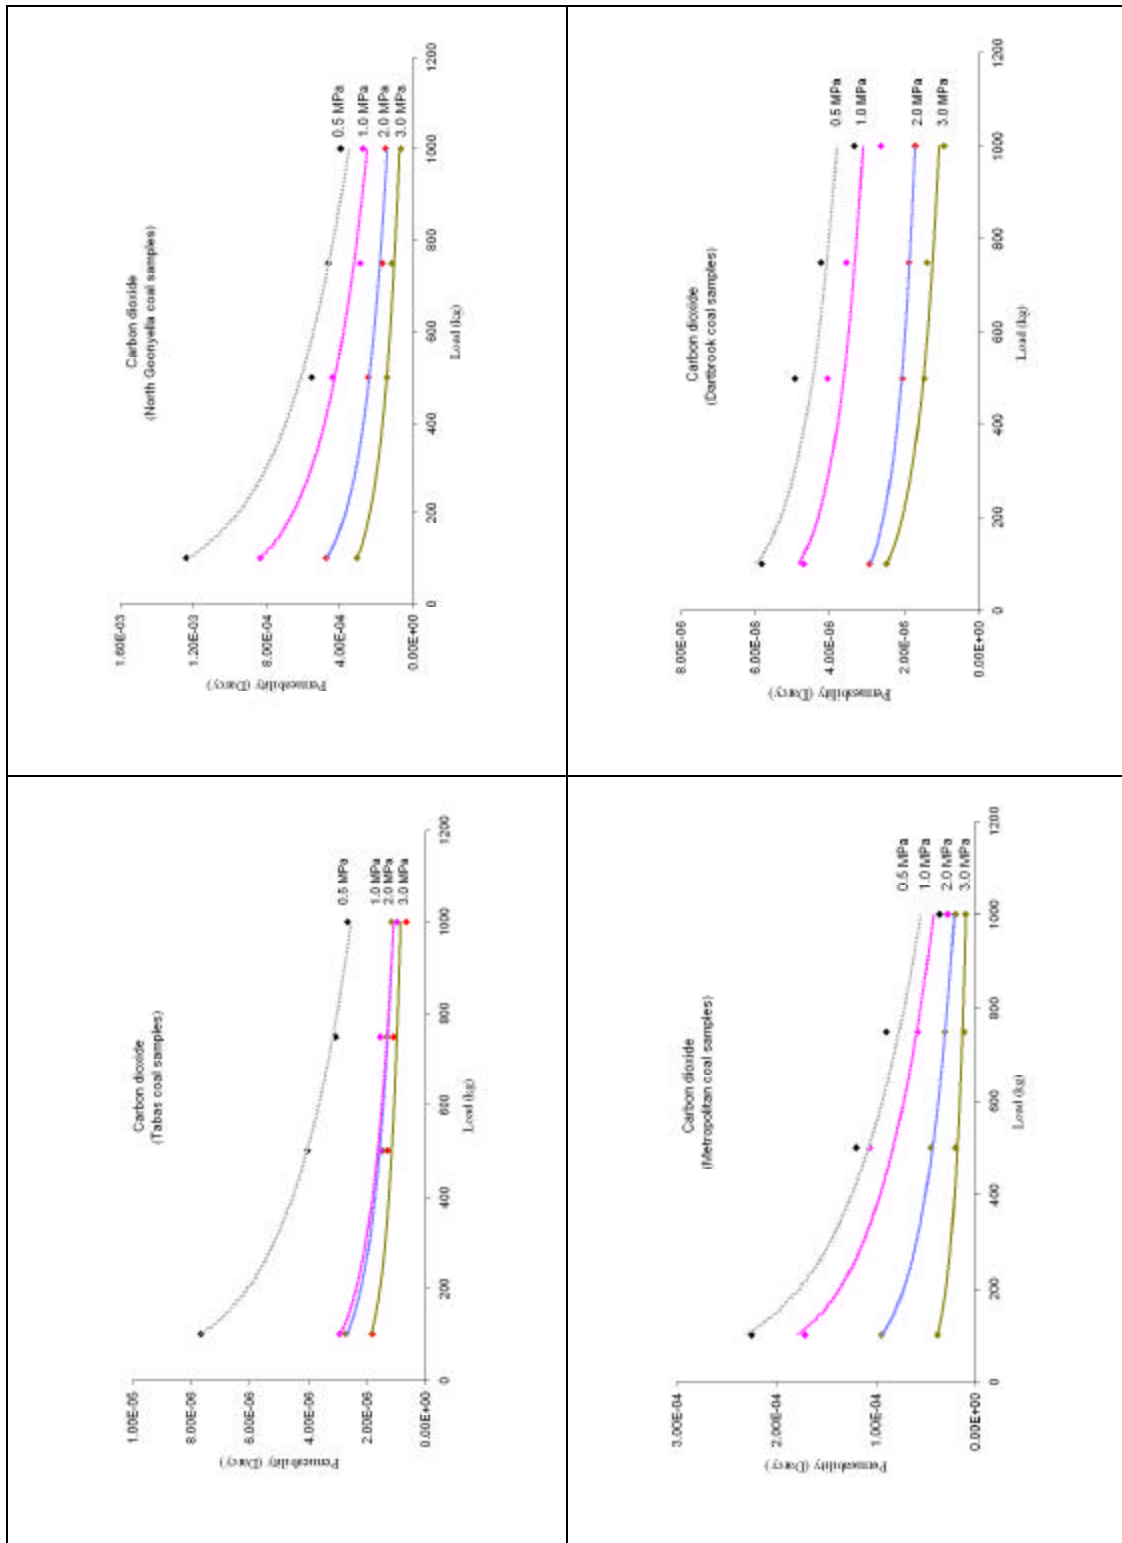 Carbon dioxide
(Tabas coal samples)
1.00E-05
8.00E-06
6.00E-06
4.00E-06
2.00E-06
0.00E+00
Permeability (Darcy)
0.5 MPa
1.0 MPa
2.0 MPa
3.0 MPa
0 200 400 600 800 1000 1200
Load (kg)
Carbon dioxide
(North Goonyella coal samples)
1.60E-03
1.20E-03
8.00E-04
4.00E-04
0.00E+00
Permeability (Darcy)
0.5 MPa
1.0 MPa
2.0 MPa
3.0 MPa
0 200 400 600 800 1000 1200
Load (kg)
Carbon dioxide
(Metropolitan coal samples)
3.00E-04
2.00E-04
1.00E-04
0.00E+00
Permeability (Darcy)
0.5 MPa
1.0 MPa
2.0 MPa
3.0 MPa
0 200 400 600 800 1000 1200
Load (kg)
Carbon dioxide
(Dartbrook coal samples)
8.00E-06
6.00E-06
4.00E-06
2.00E-06
0.00E+00
Permeability (Darcy)
0.5 MPa
1.0 MPa
2.0 MPa
3.0 MPa
0 200 400 600 800 1000 1200
Load (kg)